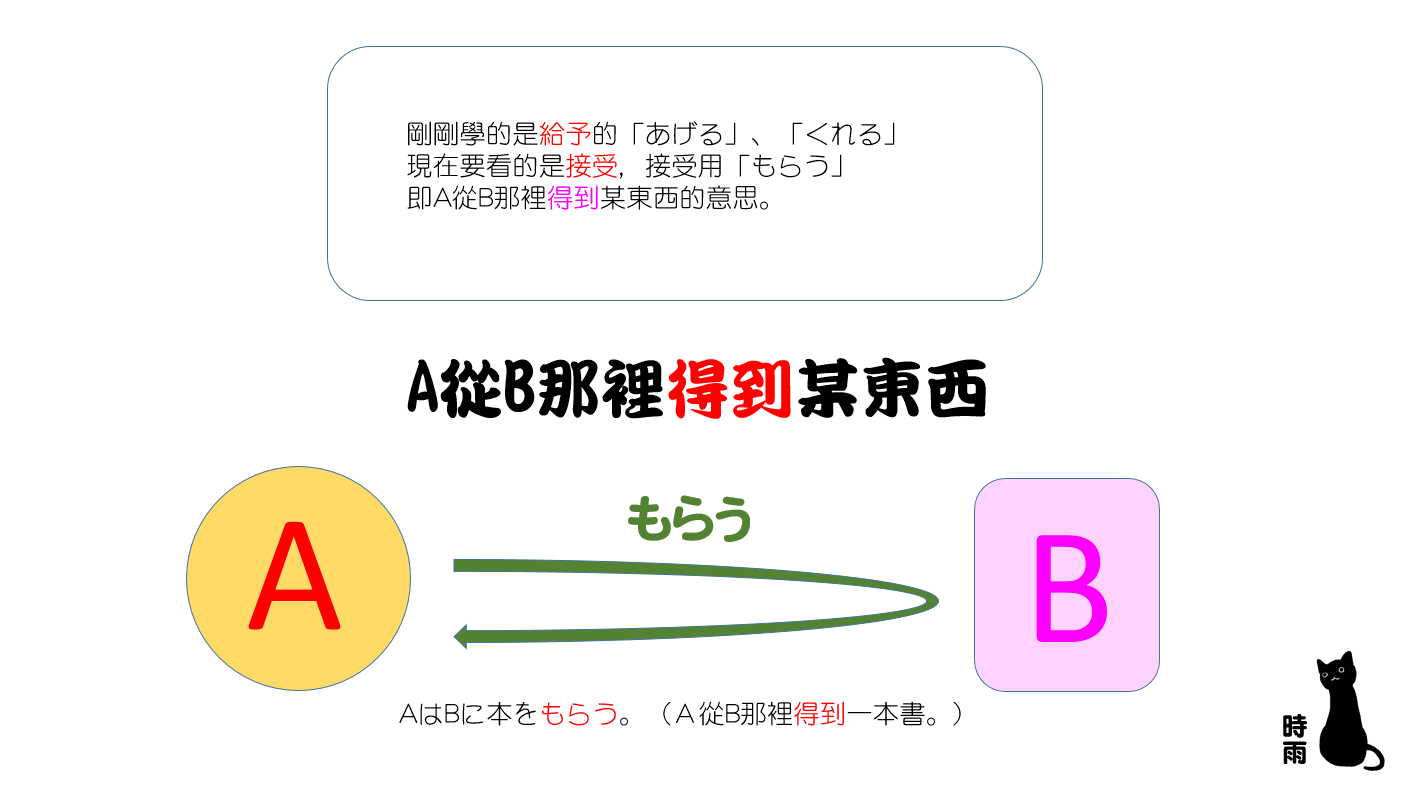 剛剛學的是給予的「あげる」、「くれる」
現在要看的是接受，接受用「もらう」
即A從B那裡得到某東西的意思。
A從B那裡得到某東西
もらう
A
B
AはBに本をもらう。（Ａ從B那裡得到一本書。）
時雨